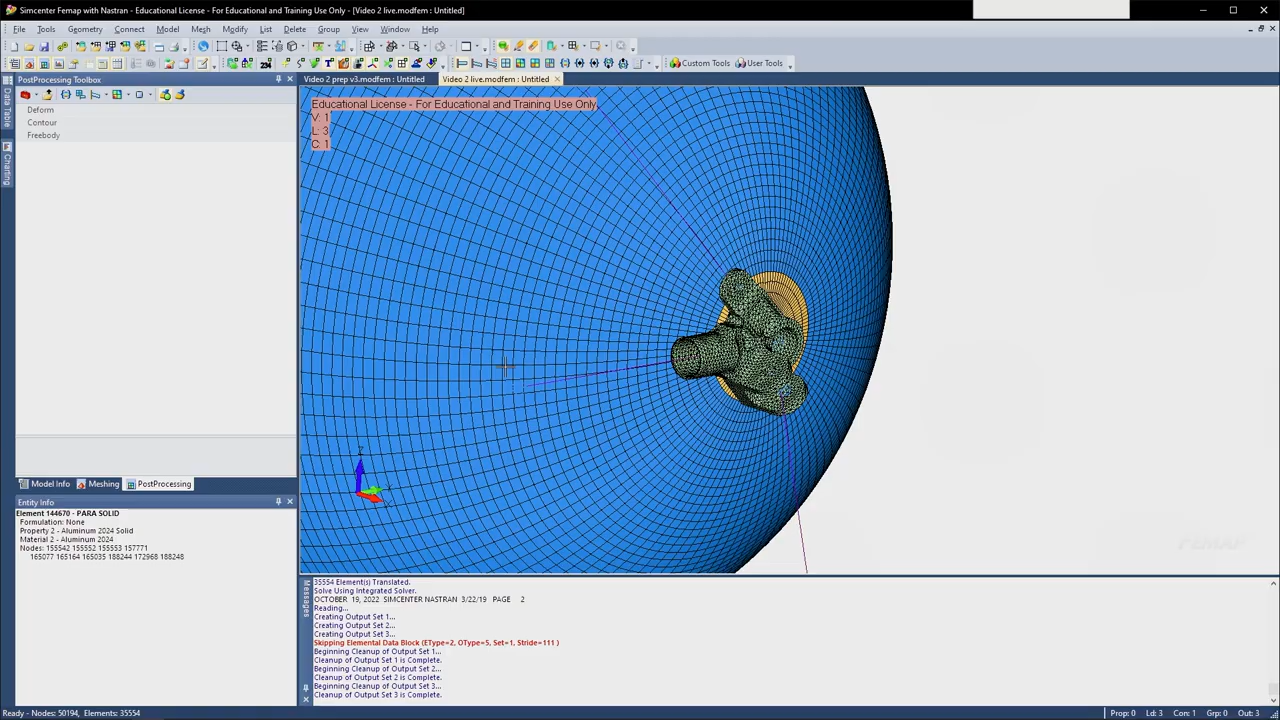 Simcenter Femap with Nastran - Educational License - For Educational and Training Use Only - [Video 2 live.modfem : Untitled]
File Tools Geometry Connect Model Mesh Modify List Delete Group View Window Help
Custom Tools User Tools
PostProcessing Toolbox
Video 2 prep v3.modfem : Untitled
Video 2 live.modfem : Untitled
Data Table
Charting
Deform
Contour
Freebody
Educational License - For Educational and Training Use Only
V: 1
L: 3
C: 1
Z
FEMAP
Model Info Meshing PostProcessing
Entity Info
Element 144670 - PARA SOLID
Formulation: None
Property 2 - Aluminum 2024 Solid
Material 2 - Aluminum 2024
Nodes: 155542 155552 155553 157771
165077 165164 165035 188244 172968 188248
Messages
35554 Element(s) Translated.
Solve Using Integrated Solver.
OCTOBER 19, 2022 SIMCENTER NASTRAN 3/22/19 PAGE 2
Reading...
Creating Output Set 1...
Creating Output Set 2...
Creating Output Set 3...
Skipping Elemental Data Block (EType=2, OType=5, Set=1, Stride=111 )
Beginning Cleanup of Output Set 1...
Cleanup of Output Set 1 is Complete.
Beginning Cleanup of Output Set 2...
Cleanup of Output Set 2 is Complete.
Beginning Cleanup of Output Set 3...
Cleanup of Output Set 3 is Complete.
Ready - Nodes: 50194, Elements: 35554
Prop: 0 Ld: 3 Con: 1 Grp: 0 Out: 3